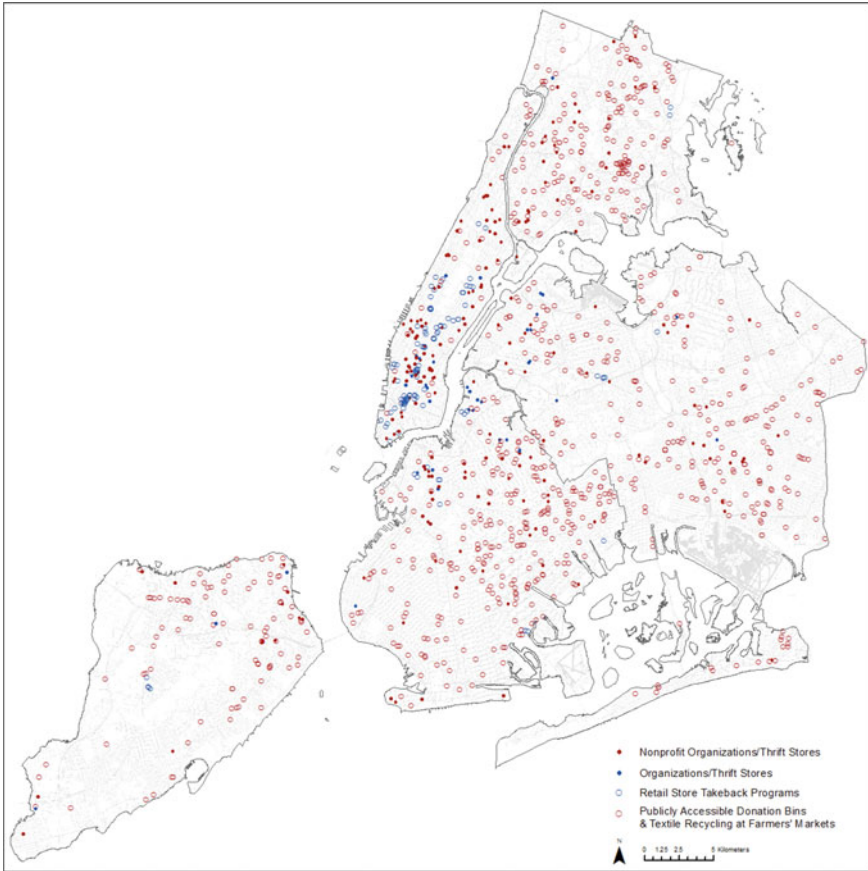 Nonprofit Organizations/Thrift Stores
Organizations/Thrift Stores
Retail Store Takeback Programs
Publicly Accessible Donation Bins
& Textile Recycling at Farmers' Markets
N
0 1.25 2.5 5 Kilometers